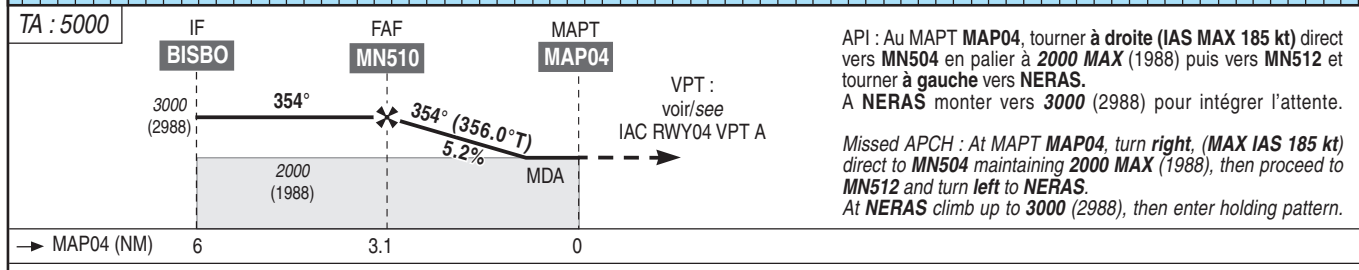 TA : 5000
IF
FAF
MAPT
BISBO
MN510
MAP04
3000
(2988)
354°
354° (356.0°T)
5.2%
VPT :
voir/see
IAC RWY04 VPT A
2000
(1988)
MDA
MAP04 (NM) 6 3.1 0
API : Au MAPT MAP04, tourner à droite (IAS MAX 185 kt) direct
vers MN504 en palier à 2000 MAX (1988) puis vers MN512 et
tourner à gauche vers NERAS.
A NERAS monter vers 3000 (2988) pour intégrer l'attente.
Missed APCH : At MAPT MAP04, turn right, (MAX IAS 185 kt)
direct to MN504 maintaining 2000 MAX (1988), then proceed to
MN512 and turn left to NERAS.
At NERAS climb up to 3000 (2988), then enter holding pattern.